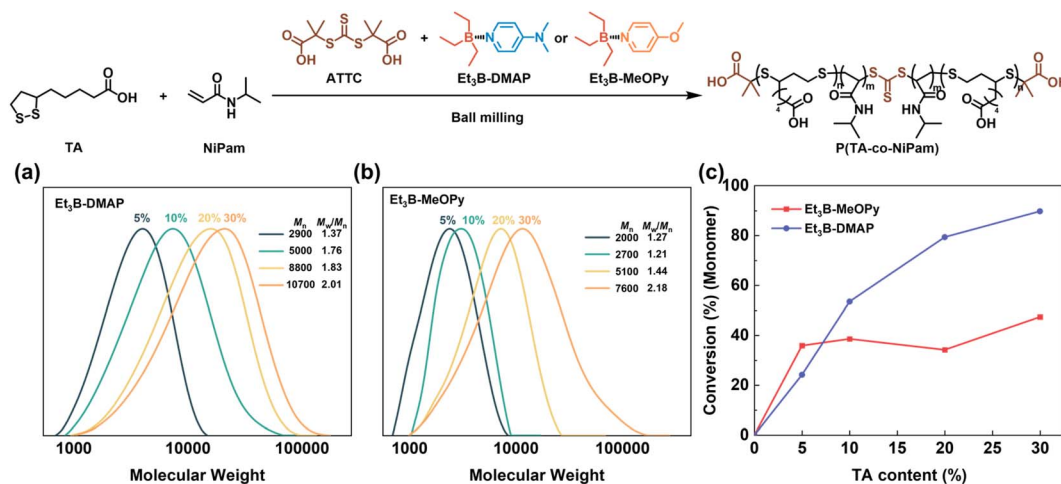 ATTC
+
Et₃B-DMAP
or
Et₃B-MeOPy
TA
+
NiPam
Ball milling
P(TA-co-NiPam)
(a)
Et₃B-DMAP
5% 10% 20% 30%
Mₙ M_w/Mₙ
2900 1.37
5000 1.76
8800 1.83
10700 2.01
1000 10000 100000
Molecular Weight
(b)
Et₃B-MeOPy
5% 10% 20% 30%
Mₙ M_w/Mₙ
2000 1.27
2700 1.21
5100 1.44
7600 2.18
1000 10000 100000
Molecular Weight
(c)
Conversion (%) (Monomer)
100
80
60
40
20
0
Et₃B-MeOPy
Et₃B-DMAP
0 5 10 20 30
TA content (%)